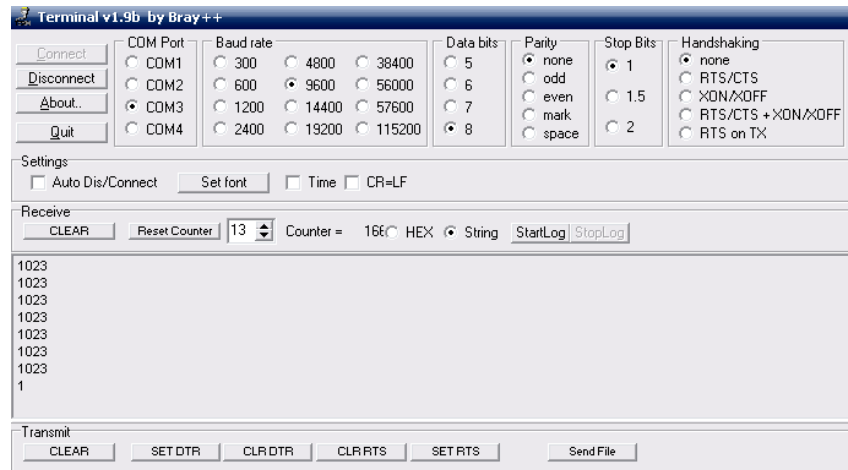 Terminal v1.9b by Bray++
Connect
Disconnect
About..
Quit
COM Port
COM1
COM2
COM3
COM4
Baud rate
300 4800 38400
600 9600 56000
1200 14400 57600
2400 19200 115200
Data bits
5
6
7
8
Parity
none
odd
even
mark
space
Stop Bits
1
1.5
2
Handshaking
none
RTS/CTS
XON/XOFF
RTS/CTS + XON/XOFF
RTS on TX
Settings
Auto Dis/Connect Set font Time CR=LF
Receive
CLEAR Reset Counter 13 Counter = HEX String StartLog StopLog
1023
1023
1023
1023
1023
1023
1023
1
Transmit
CLEAR SET DTR CLR DTR CLR RTS SET RTS Send File